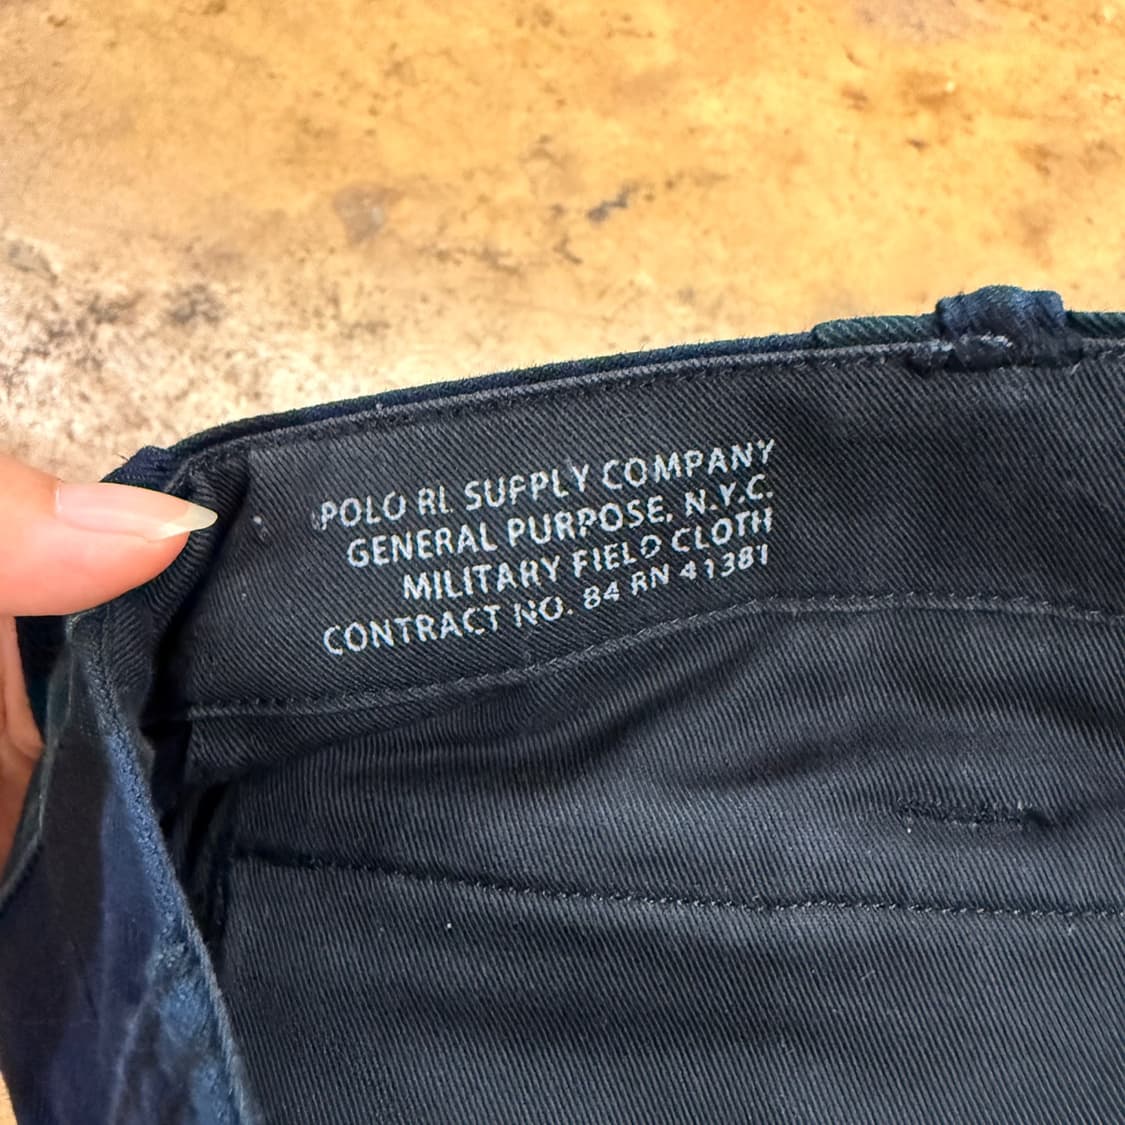 POLO RL SUPPLY COMPANY
GENERAL PURPOSE, N.Y.C.
MILITARY FIELD CLOTH
CONTRACT NO. 84 RN 41381